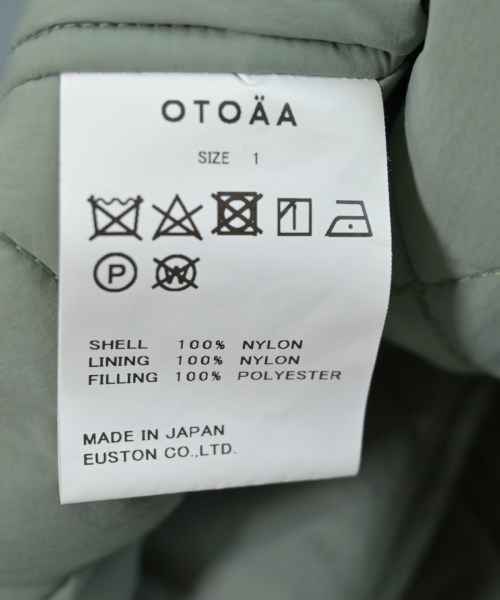 OTOÄA
SIZE 1
P
W
SHELL 100% NYLON
LINING 100% NYLON
FILLING 100% POLYESTER
MADE IN JAPAN
EUSTON CO.,LTD.